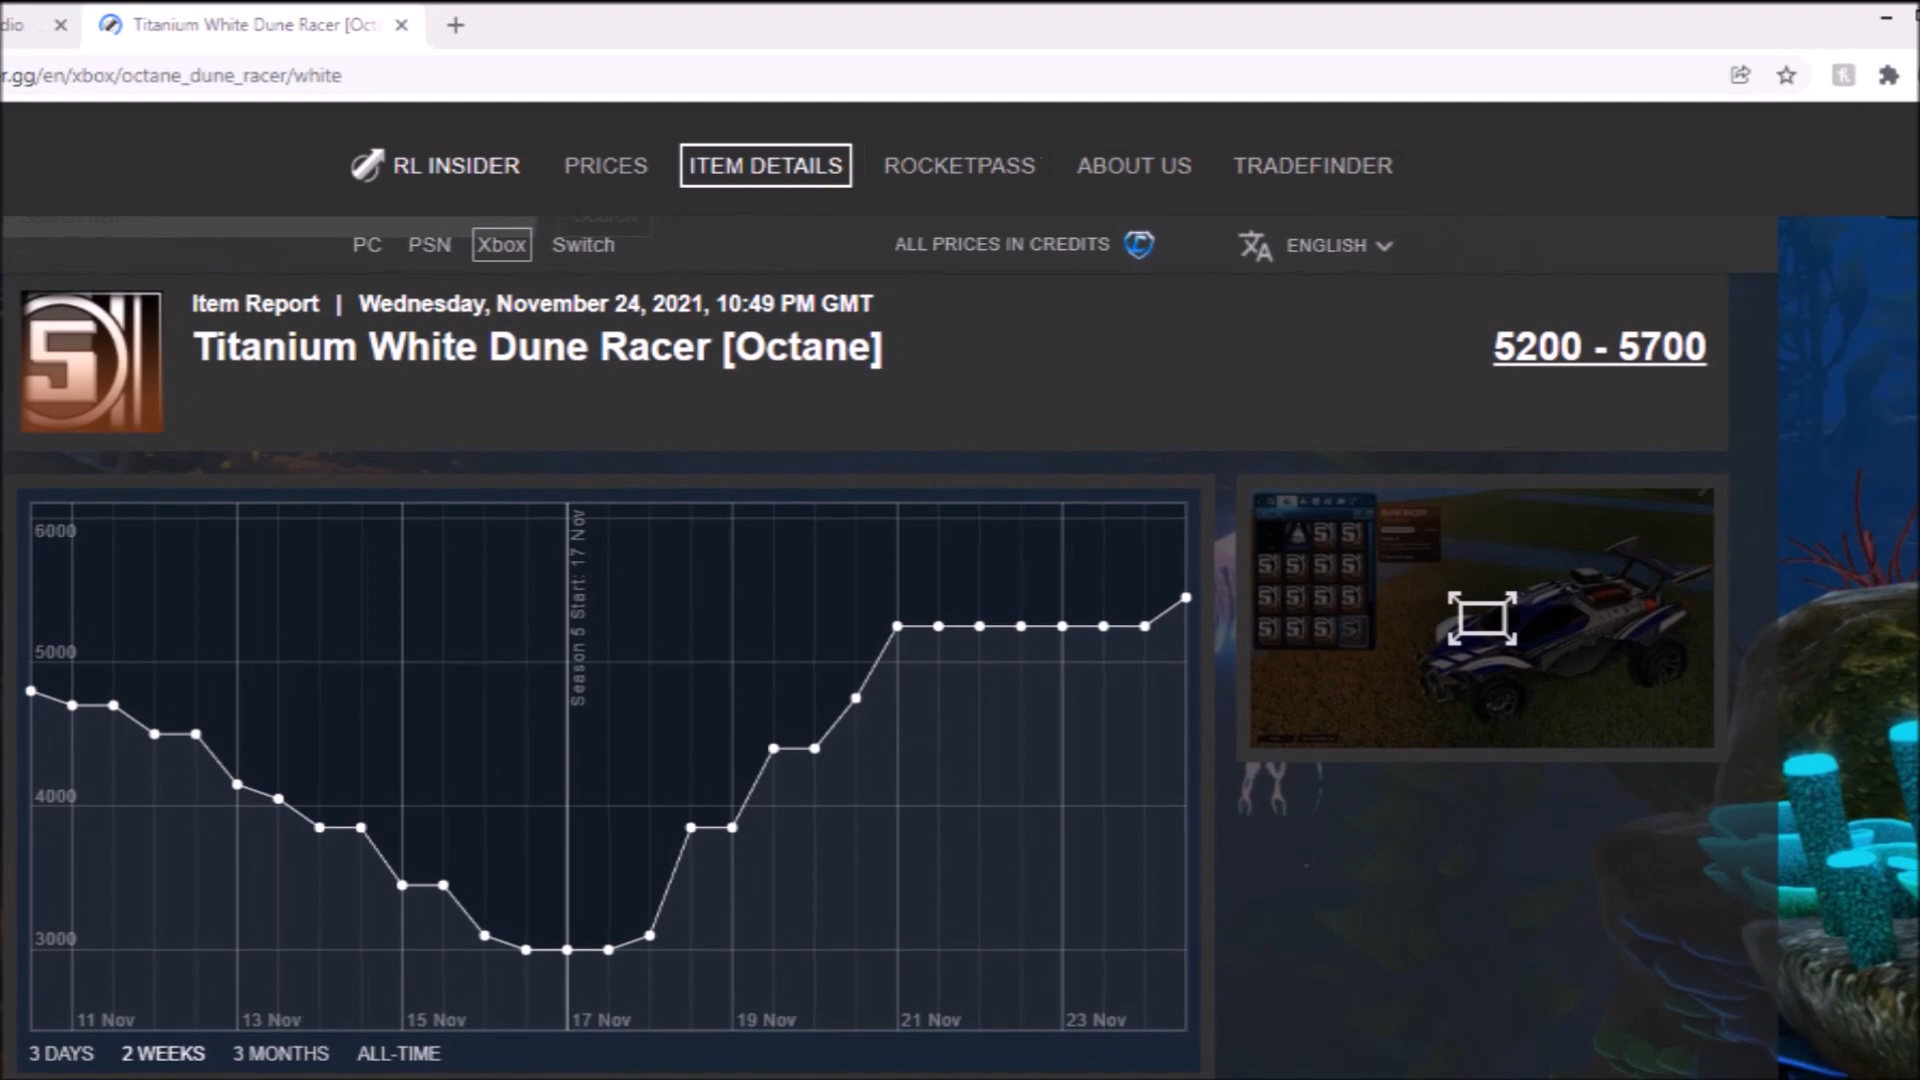 dio
Titanium White Dune Racer [Oct
r.gg/en/xbox/octane_dune_racer/white
RL INSIDER PRICES ITEM DETAILS ROCKETPASS ABOUT US TRADEFINDER
Search
PC PSN Xbox Switch ALL PRICES IN CREDITS ENGLISH
Item Report | Wednesday, November 24, 2021, 10:49 PM GMT
Titanium White Dune Racer [Octane] 5200 - 5700
6000
5000
4000
3000
Season 5 Start: 17 Nov
11 Nov 13 Nov 15 Nov 17 Nov 19 Nov 21 Nov 23 Nov
3 DAYS 2 WEEKS 3 MONTHS ALL-TIME